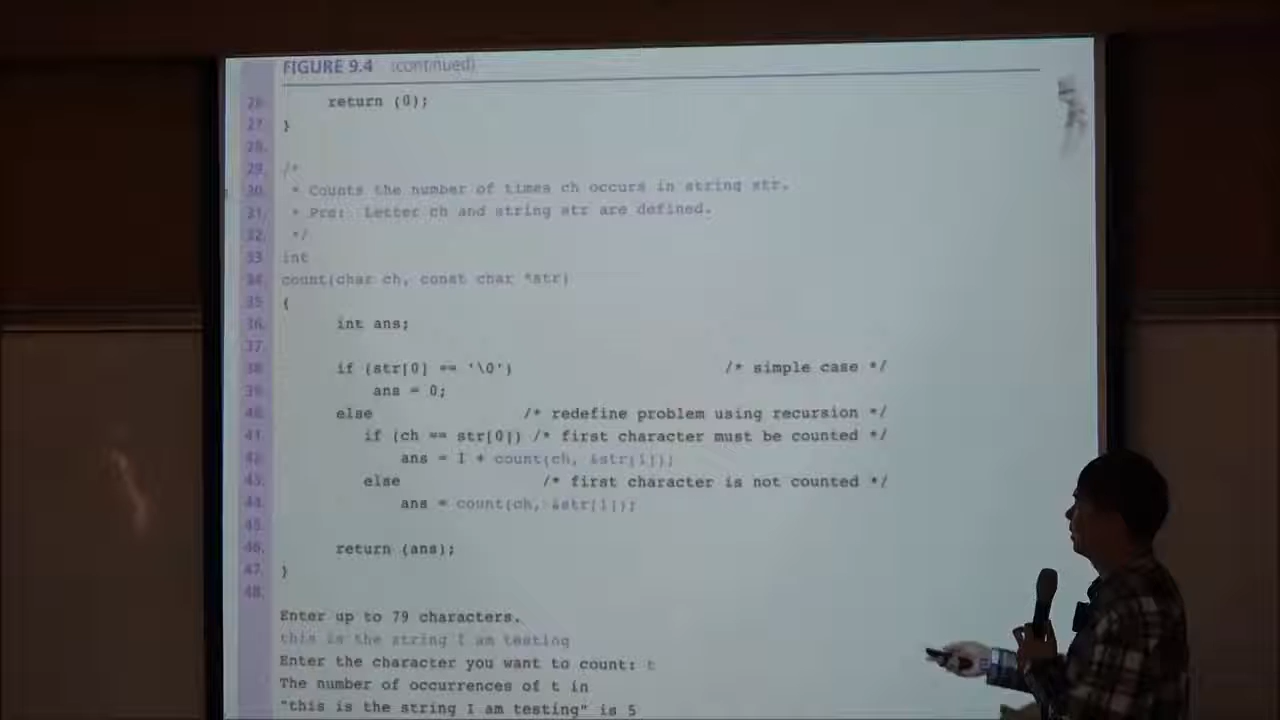 FIGURE 9.4 (continued)
26. return (0);
27. }
28.
29. /*
30. * Counts the number of times ch occurs in string str.
31. * Pre: Letter ch and string str are defined.
32. */
33. int
34. count(char ch, const char *str)
35. {
36. int ans;
37.
38. if (str[0] == '\0') /* simple case */
39. ans = 0;
40. else /* redefine problem using recursion */
41. if (ch == str[0]) /* first character must be counted */
42. ans = 1 + count(ch, &str[1]);
43. else /* first character is not counted */
44. ans = count(ch, &str[1]);
45.
46. return (ans);
47. }
48.
Enter up to 79 characters.
this is the string I am testing
Enter the character you want to count: t
The number of occurrences of t in
"this is the string I am testing" is 5